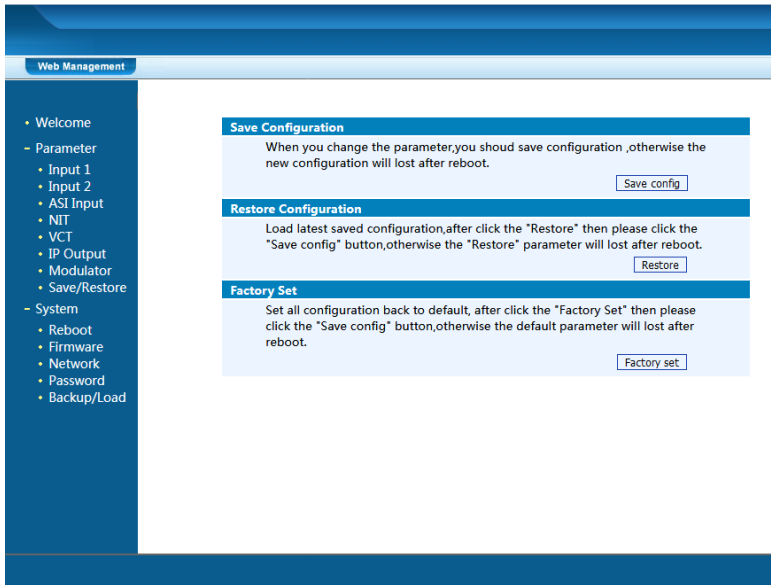 Web Management
Welcome
Parameter
Input 1
Input 2
ASI Input
NIT
VCT
IP Output
Modulator
Save/Restore
System
Reboot
Firmware
Network
Password
Backup/Load
Save Configuration
When you change the parameter,you shoud save configuration ,otherwise the
new configuration will lost after reboot.
Save config
Restore Configuration
Load latest saved configuration,after click the "Restore" then please click the
"Save config" button,otherwise the "Restore" parameter will lost after reboot.
Restore
Factory Set
Set all configuration back to default, after click the "Factory Set" then please
click the "Save config" button,otherwise the default parameter will lost after
reboot.
Factory set